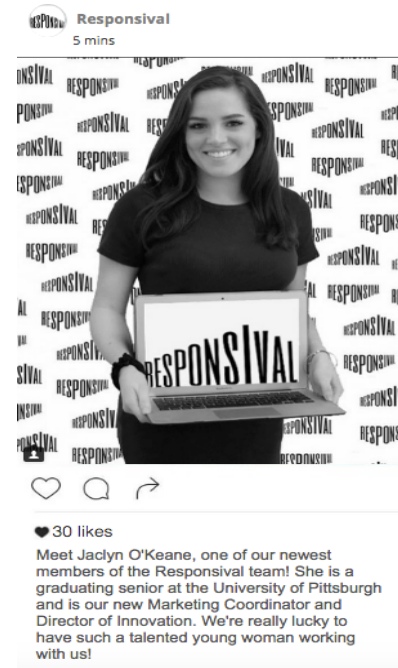 RESPONSIVAL
Responsival
5 mins
RESPONSIVAL
30 likes
Meet Jaclyn O'Keane, one of our newest
members of the Responsival team! She is a
graduating senior at the University of Pittsburgh
and is our new Marketing Coordinator and
Director of Innovation. We're really lucky to
have such a talented young woman working
with us!